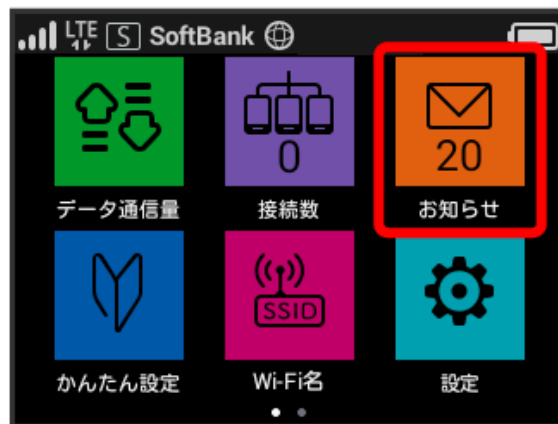 LTE S SoftBank
0
20
データ通信量
接続数
お知らせ
SSID
かんたん設定
Wi-Fi名
設定